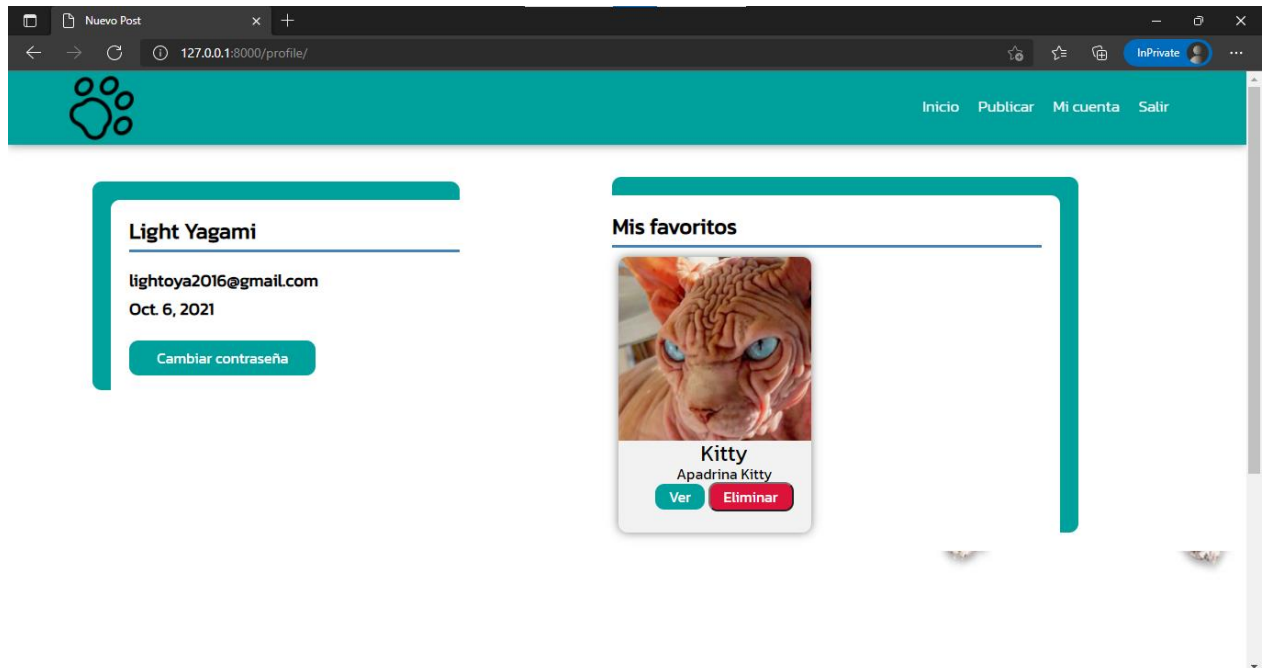 Nuevo Post
127.0.0.1:8000/profile/
InPrivate
Inicio Publicar Mi cuenta Salir
Light Yagami
lightoya2016@gmail.com
Oct. 6, 2021
Cambiar contraseña
Mis favoritos
Kitty
Apadrina Kitty
Ver Eliminar